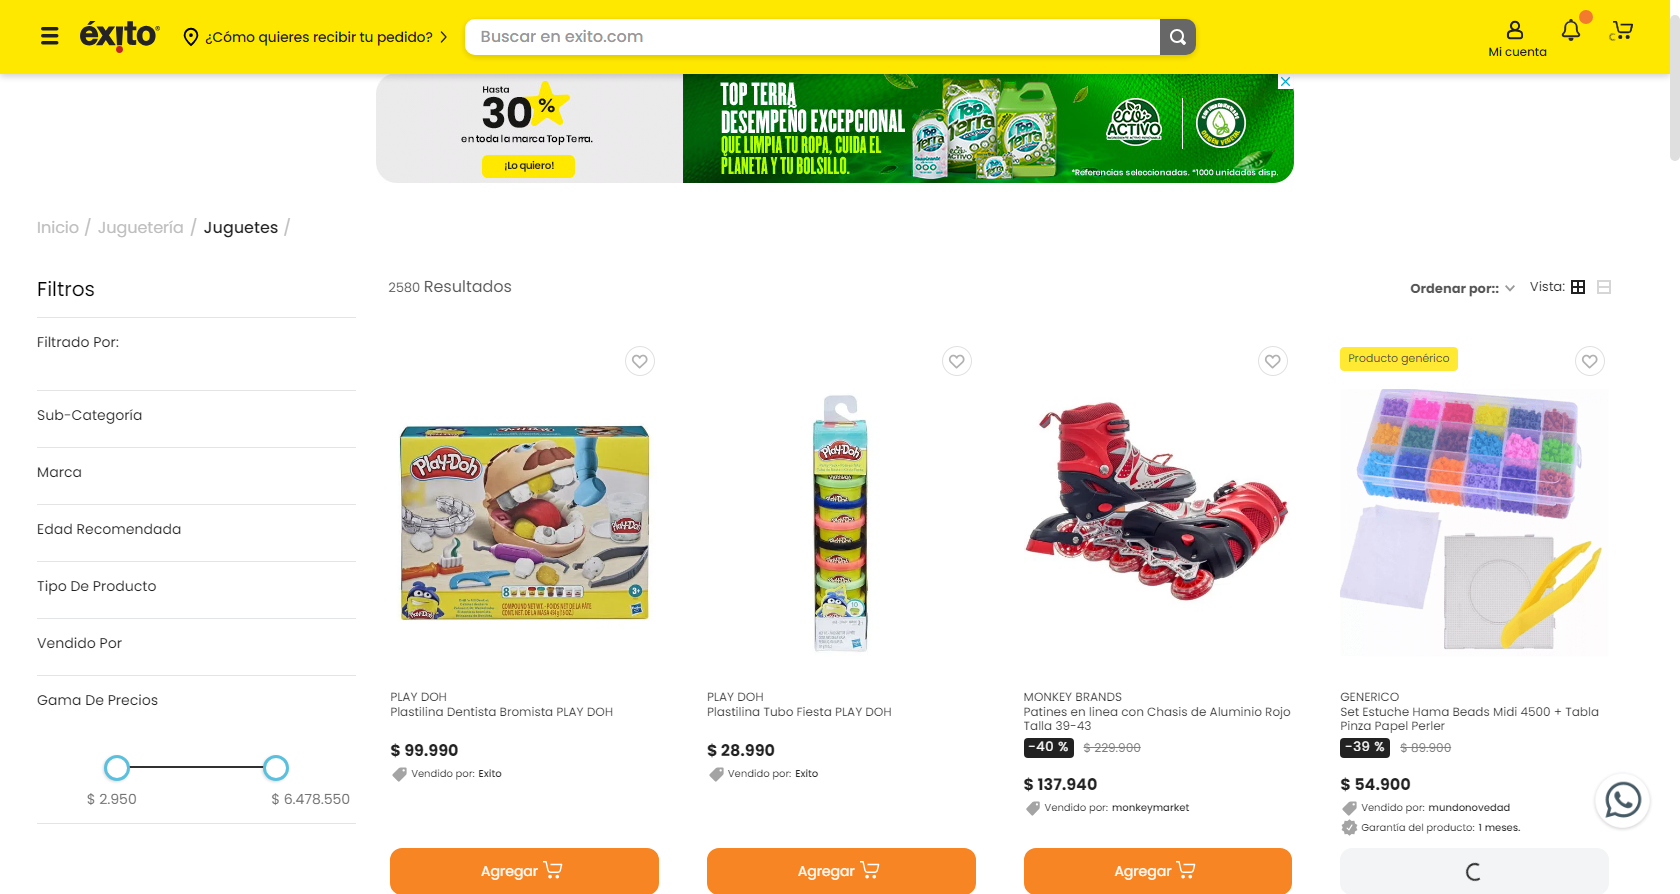 éxito
¿Cómo quieres recibir tu pedido?
Buscar en exito.com
Mi cuenta
Hasta
30 %
en toda la marca Top Terra.
¡Lo quiero!
TOP TERRA
DESEMPEÑO EXCEPCIONAL
QUE LIMPIA TU ROPA, CUIDA EL
PLANETA Y TU BOLSILLO.
Top Terra
eco
ACTIVO
*Referencias seleccionadas. *1000 unidades disp.
Inicio / Juguetería / Juguetes /
Filtros
2580 Resultados
Ordenar por::
Vista:
Filtrado Por:
Sub-Categoría
Marca
Edad Recomendada
Tipo De Producto
Vendido Por
Gama De Precios
$ 2.950
$ 6.478.550
Play-Doh
PLAY DOH
Plastilina Dentista Bromista PLAY DOH
$ 99.990
Vendido por: Exito
Agregar
Play-Doh
PLAY DOH
Plastilina Tubo Fiesta PLAY DOH
$ 28.990
Vendido por: Exito
Agregar
MONKEY BRANDS
Patines en linea con Chasis de Aluminio Rojo
Talla 39-43
-40 % $ 229.900
$ 137.940
Vendido por: monkeymarket
Agregar
Producto genérico
GENERICO
Set Estuche Hama Beads Midi 4500 + Tabla
Pinza Papel Perler
-39 % $ 89.900
$ 54.900
Vendido por: mundonovedad
Garantía del producto: 1 meses.